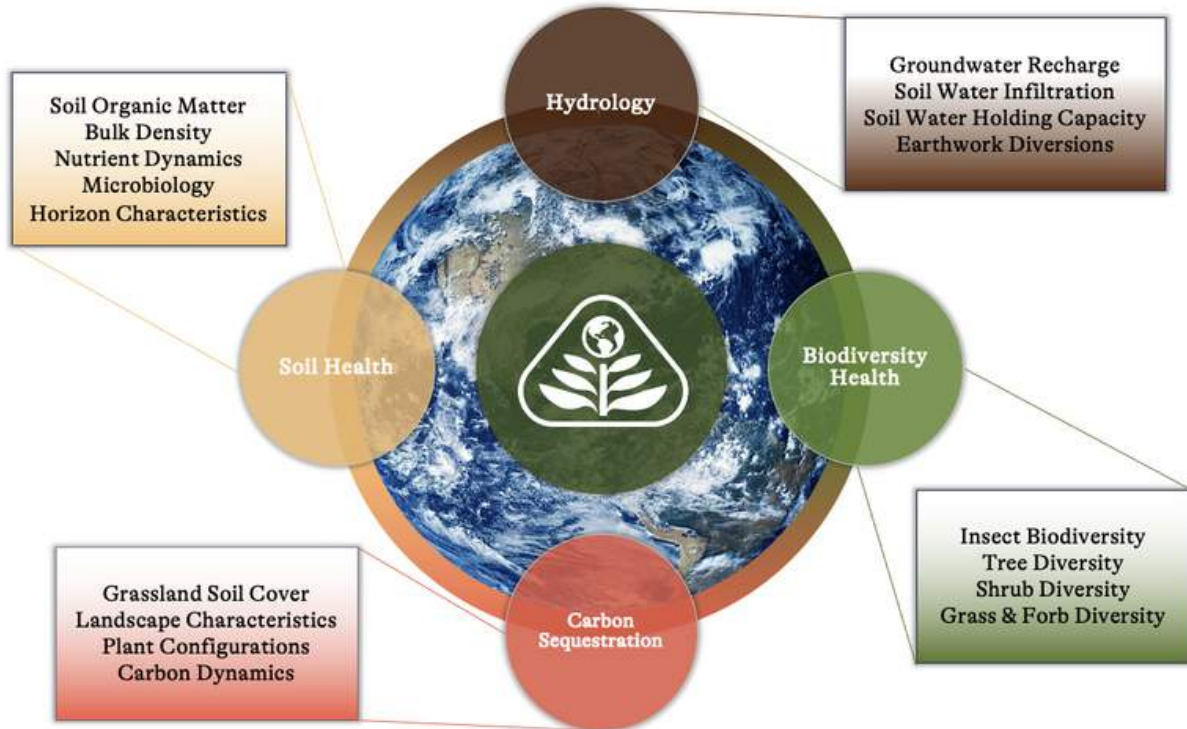 Hydrology
Groundwater Recharge
Soil Water Infiltration
Soil Water Holding Capacity
Earthwork Diversions
Soil Organic Matter
Bulk Density
Nutrient Dynamics
Microbiology
Horizon Characteristics
Soil Health
Biodiversity
Health
Insect Biodiversity
Tree Diversity
Shrub Diversity
Grass & Forb Diversity
Grassland Soil Cover
Landscape Characteristics
Plant Configurations
Carbon Dynamics
Carbon
Sequestration